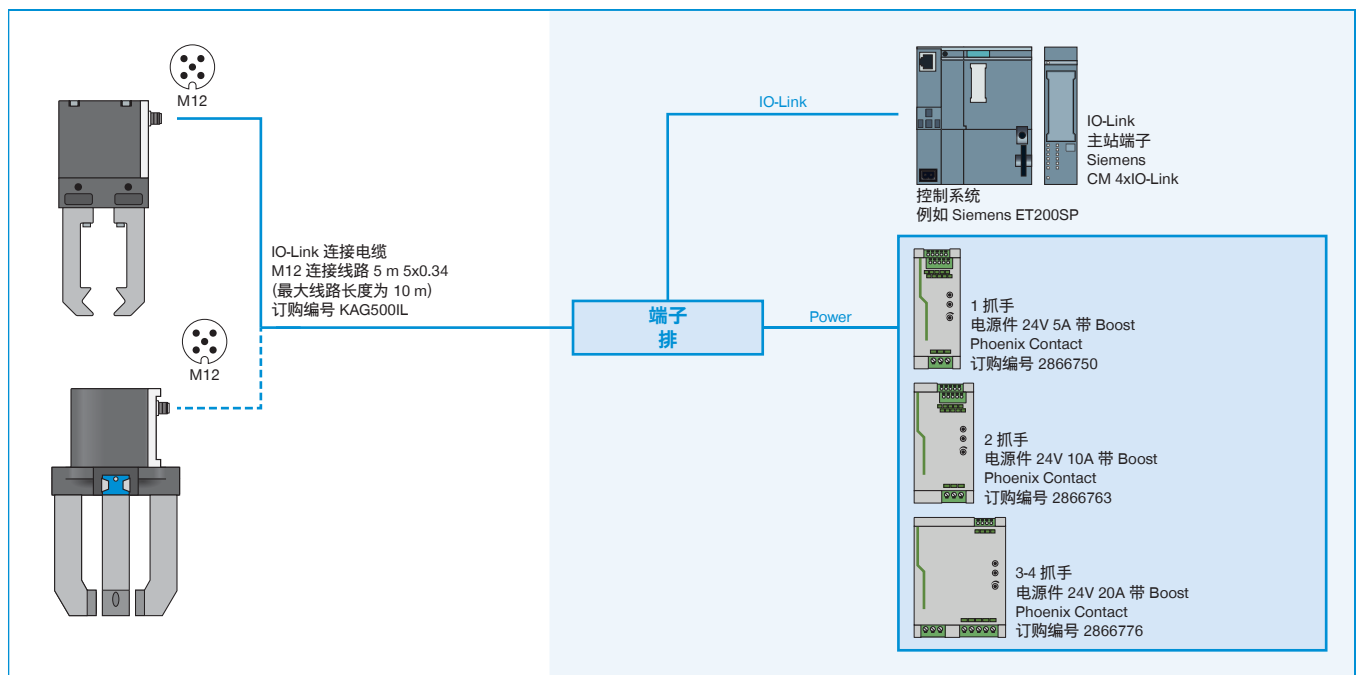 M12
IO-Link 连接电缆
M12 连接线路 5 m 5x0.34
(最大线路长度为 10 m)
订购编号 KAG500IL
M12
端子
排
IO-Link
Power
控制系统
例如 Siemens ET200SP
IO-Link
主站端子
Siemens
CM 4xIO-Link
1 抓手
电源件 24V 5A 带 Boost
Phoenix Contact
订购编号 2866750
2 抓手
电源件 24V 10A 带 Boost
Phoenix Contact
订购编号 2866763
3-4 抓手
电源件 24V 20A 带 Boost
Phoenix Contact
订购编号 2866776